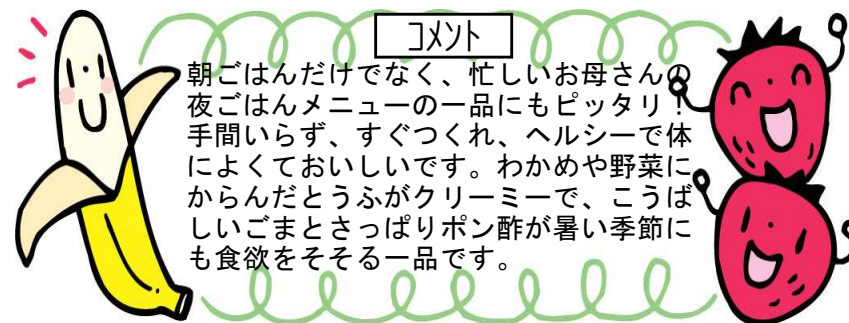 コメント
朝ごはんだけでなく、忙しいお母さんの
夜ごはんメニューの一品にもピッタリ！
手間いらず、すぐつくれ、ヘルシーで体
によくておいしいです。わかめや野菜に
からんだとうふがクリーミーで、こうば
しいごまとさっぱりポン酢が暑い季節に
も食欲をそそる一品です。